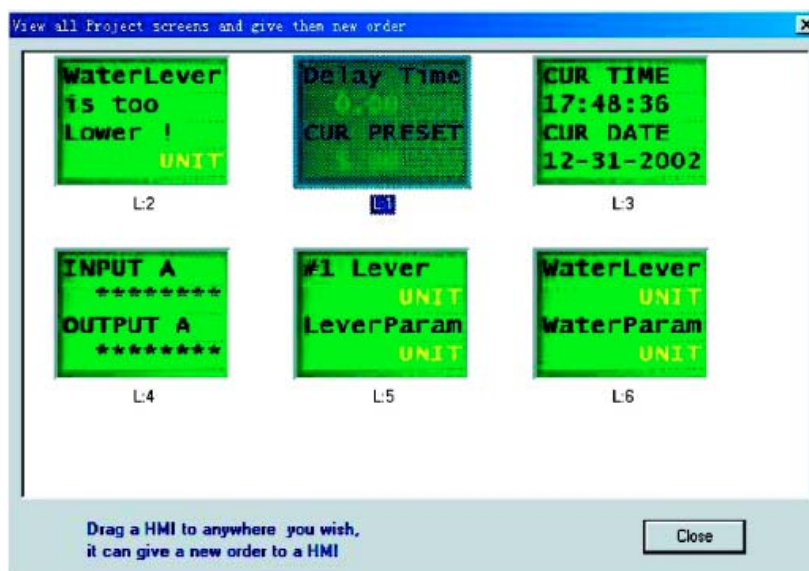 View all Project screens and give them new order
WaterLever
is too
Lower !
UNIT
L:2
Delay Time
0.00
CUR PRESET
L:1
CUR TIME
17:48:36
CUR DATE
12-31-2002
L:3
INPUT A
********
OUTPUT A
********
L:4
#1 Lever
UNIT
LeverParam
UNIT
L:5
WaterLever
UNIT
WaterParam
UNIT
L:6
Drag a HMI to anywhere you wish,
it can give a new order to a HMI
Close